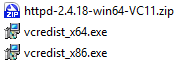 httpd-2.4.18-win64-VC11.zip
vcredist_x64.exe
vcredist_x86.exe